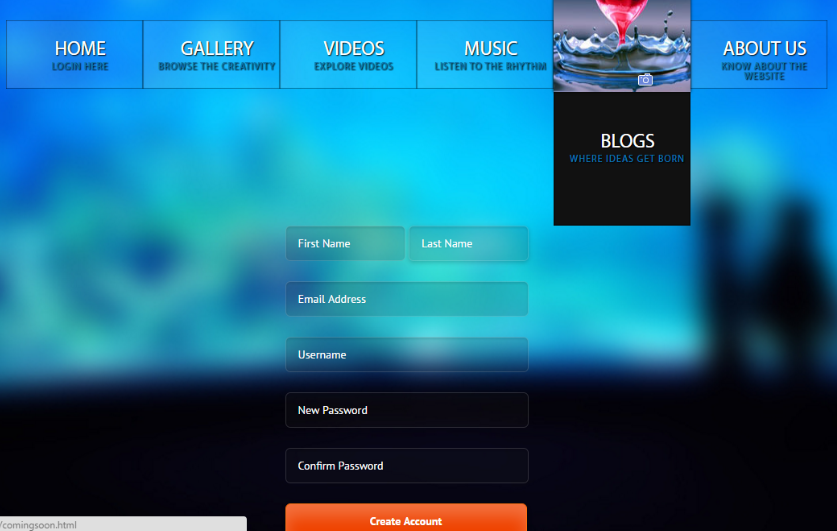 HOME
LOGIN HERE
GALLERY
BROWSE THE CREATIVITY
VIDEOS
EXPLORE VIDEOS
MUSIC
LISTEN TO THE RHYTHM
BLOGS
WHERE IDEAS GET BORN
ABOUT US
KNOW ABOUT THE
WEBSITE
First Name
Last Name
Email Address
Username
New Password
Confirm Password
Create Account
/comingsoon.html